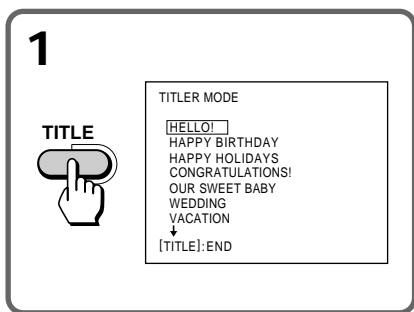 1
TITLE
TITLER MODE
HELLO!
HAPPY BIRTHDAY
HAPPY HOLIDAYS
CONGRATULATIONS!
OUR SWEET BABY
WEDDING
VACATION
[TITLE]:END